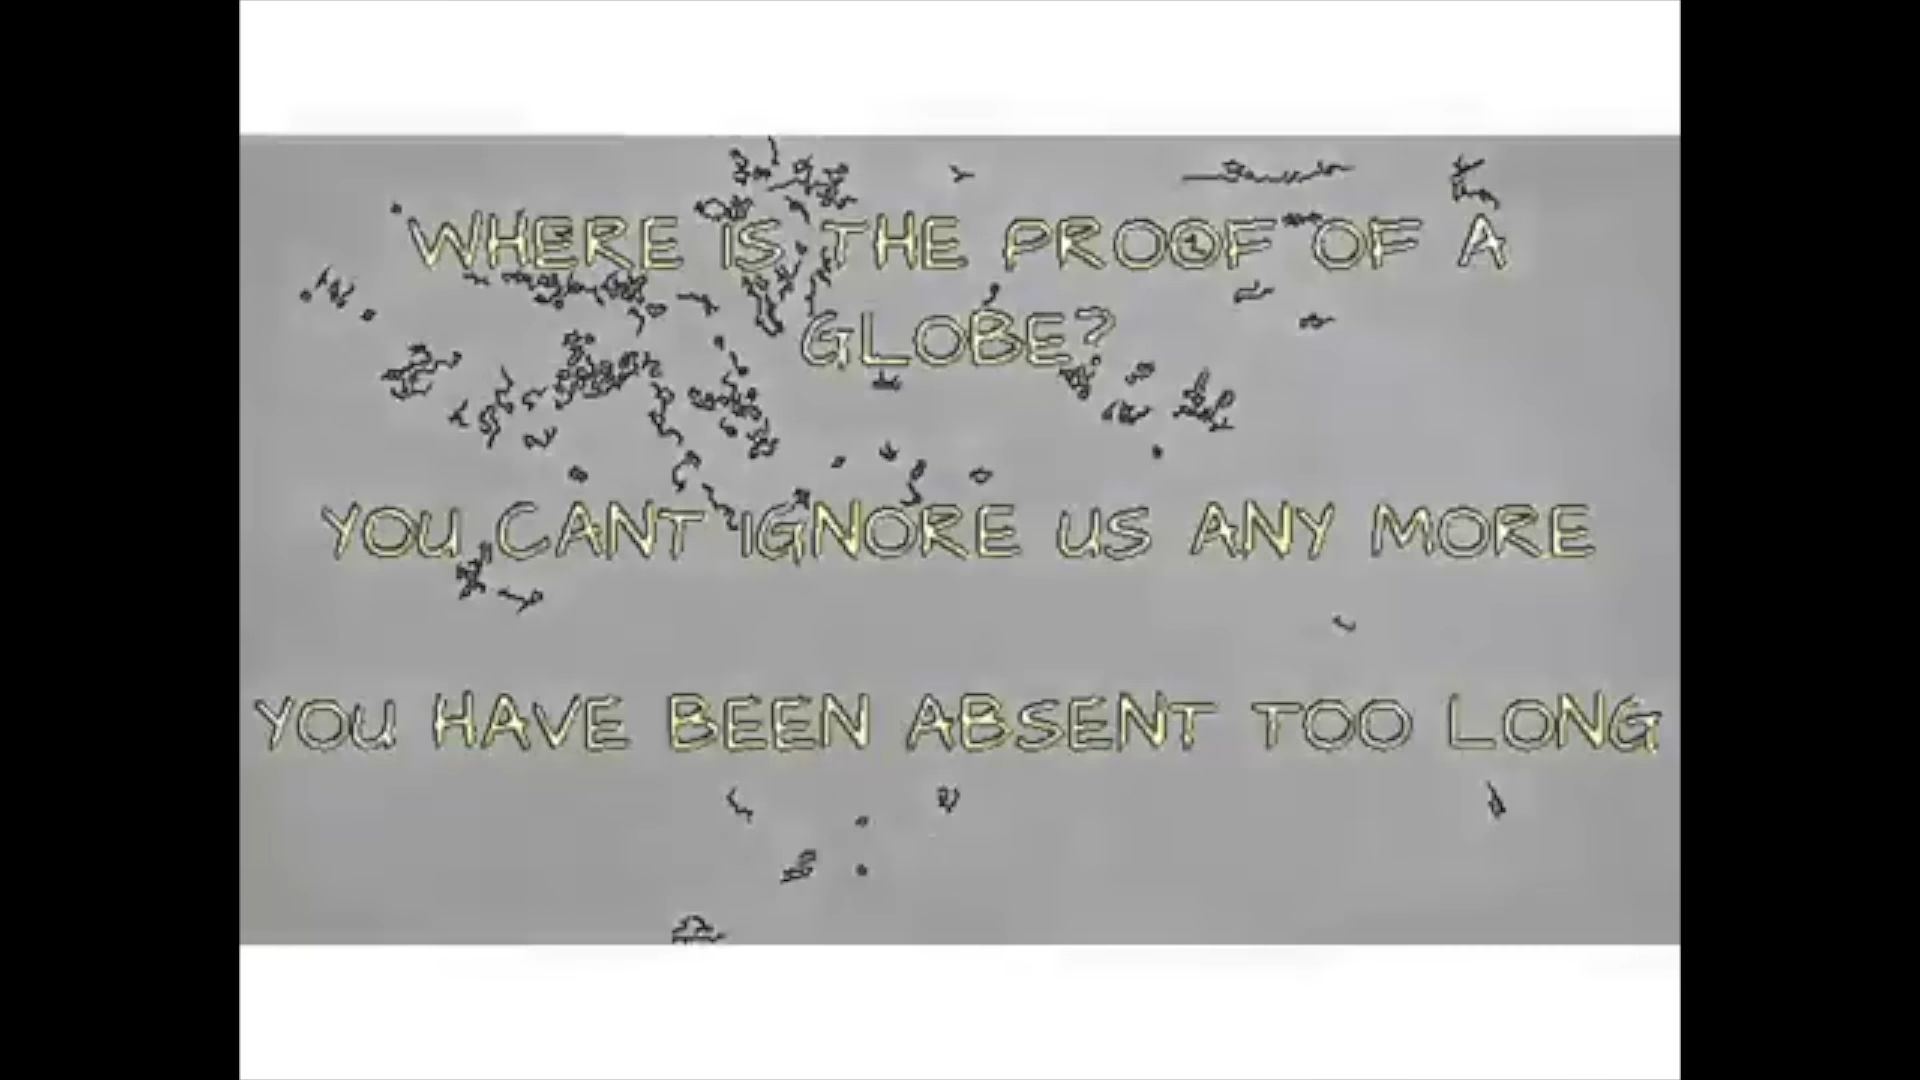 WHERE IS THE PROOF OF A
GLOBE?
YOU CANT IGNORE US ANY MORE
YOU HAVE BEEN ABSENT TOO LONG